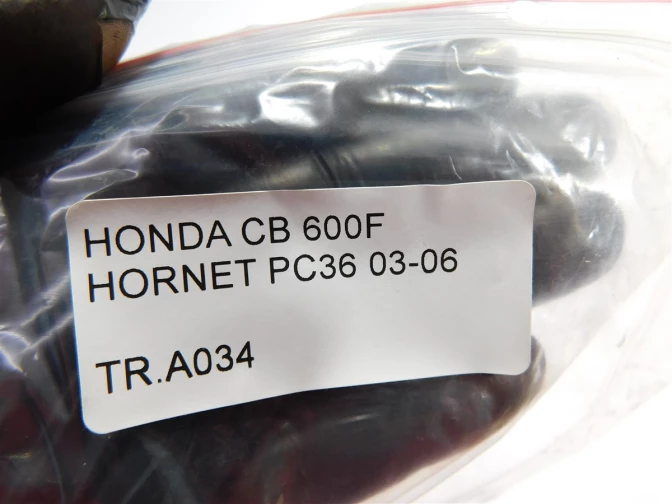 HONDA CB 600F
HORNET PC36 03-06
TR.A034